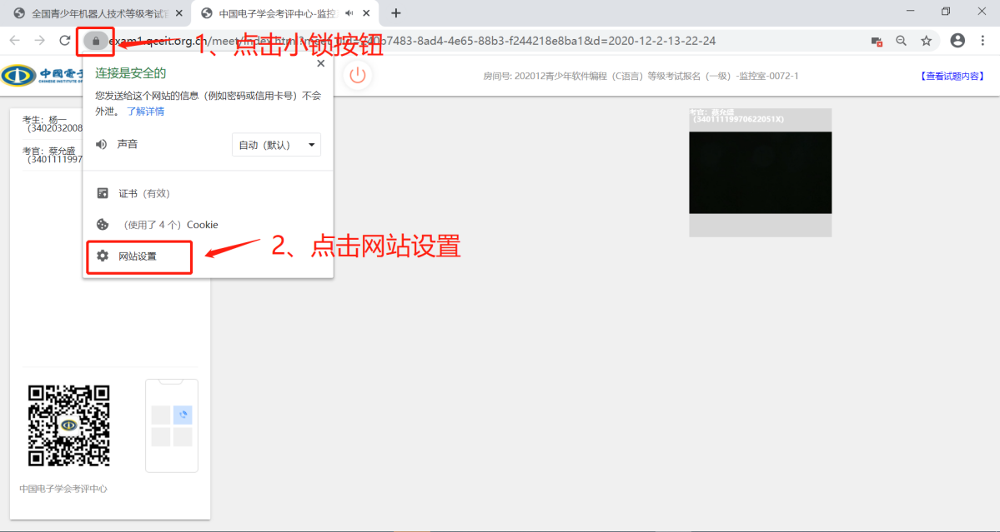 全国青少年机器人技术等级考试官
中国电子学会考评中心-监控
exam1.qceit.org.cn/meet/index.htm
7483-8ad4-4e65-88b3-f244218e8ba1&d=2020-12-2-13-22-24
1、点击小锁按钮
中國電子
CHINESE INSTITUTE OF
连接是安全的
您发送给这个网站的信息（例如密码或信用卡号）不会
外泄。 了解详情
声音
自动（默认）
证书（有效）
（使用了 4 个）Cookie
网站设置
2、点击网站设置
房间号: 202012青少年软件编程（C语言）等级考试报名（一级）-监控室-0072-1
【查看试题内容】
考生：杨一
（3402032008
考官：蔡允盛
（3401111997
考官：蔡允盛
（34011119970622051X）
中国电子学会考评中心